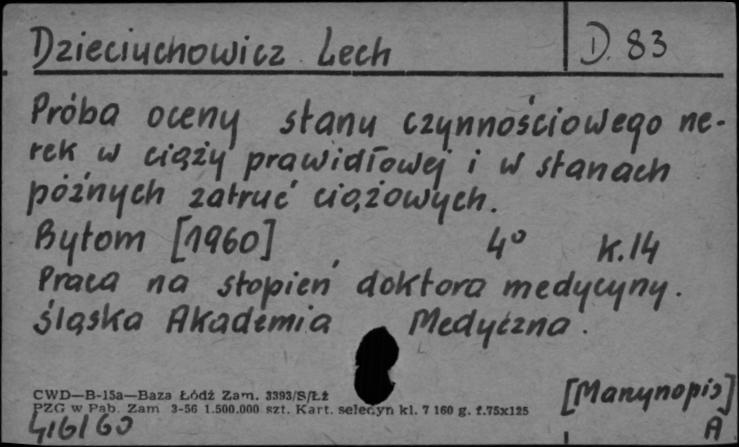 Dzieciuchowicz Lech
D. 83
Próba oceny stanu czynnościowego ne-
rek w ciąży prawidłowej i w stanach
późnych zatruć ciążowych.
Bytom [1960] 4° k.14
Praca na stopień doktora medycyny.
Śląska Akademia Medyczna.
CWD—B-15a—Baza Łódź Zam. 3393/S/Łż
PZG w Pab. Zam 3-56 1.500.000 szt. Kart. seledyn kl. 7 160 g. f.75x125
[Manynopis]
416/60
A